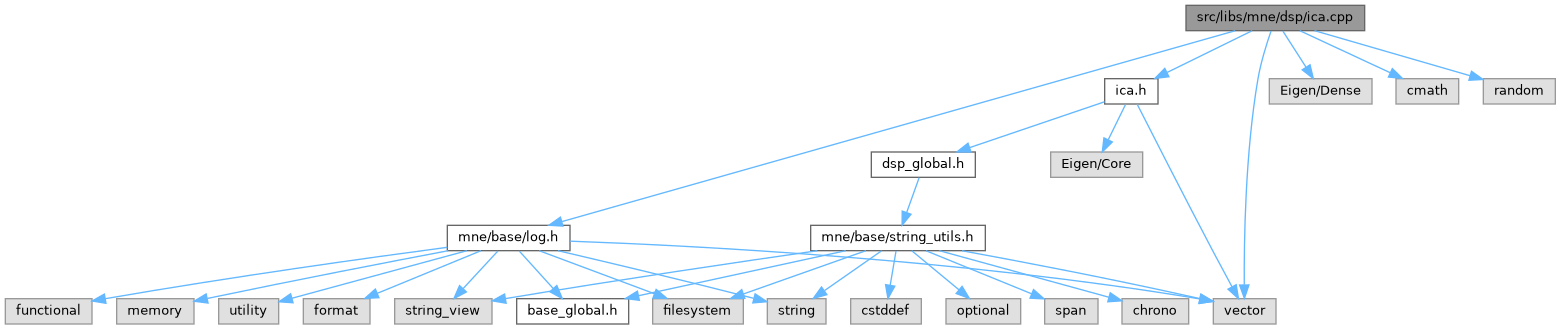 src/libs/mne/dsp/ica.cpp
ica.h
Eigen/Dense
cmath
random
dsp_global.h
Eigen/Core
mne/base/log.h
mne/base/string_utils.h
functional
memory
utility
format
string_view
base_global.h
filesystem
string
cstddef
optional
span
chrono
vector